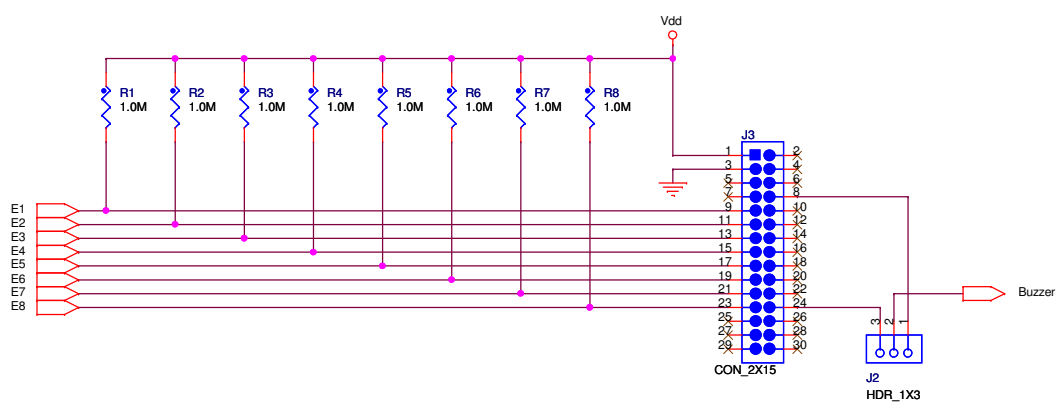 Vdd
R1 R2 R3 R4 R5 R6 R7 R8
1.0M 1.0M 1.0M 1.0M 1.0M 1.0M 1.0M 1.0M
J3
1 2
3 4
5 6
7 8
E1 9 10
E2 11 12
E3 13 14
E4 15 16
E5 17 18
E6 19 20
E7 21 22 Buzzer
E8 23 24
25 26 3 2 1
27 28
29 30
CON_2X15 J2
HDR_1X3